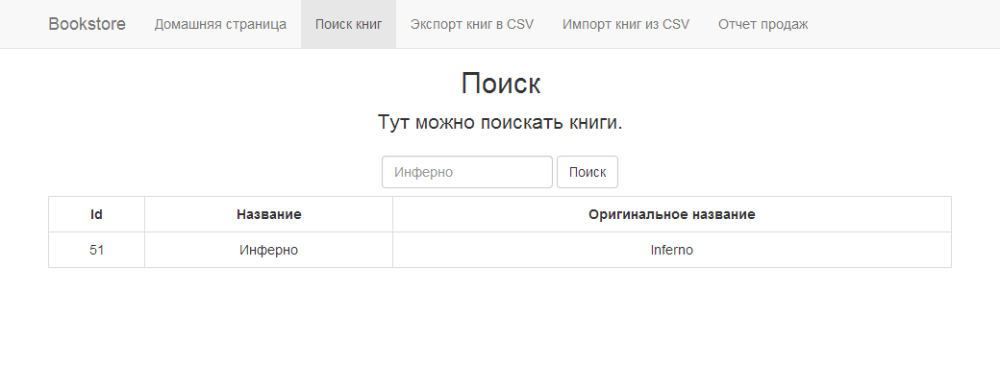 Bookstore Домашняя страница Поиск книг Экспорт книг в CSV Импорт книг из CSV Отчет продаж
Поиск
Тут можно поискать книги.
Инферно Поиск
Id Название Оригинальное название
51 Инферно Inferno